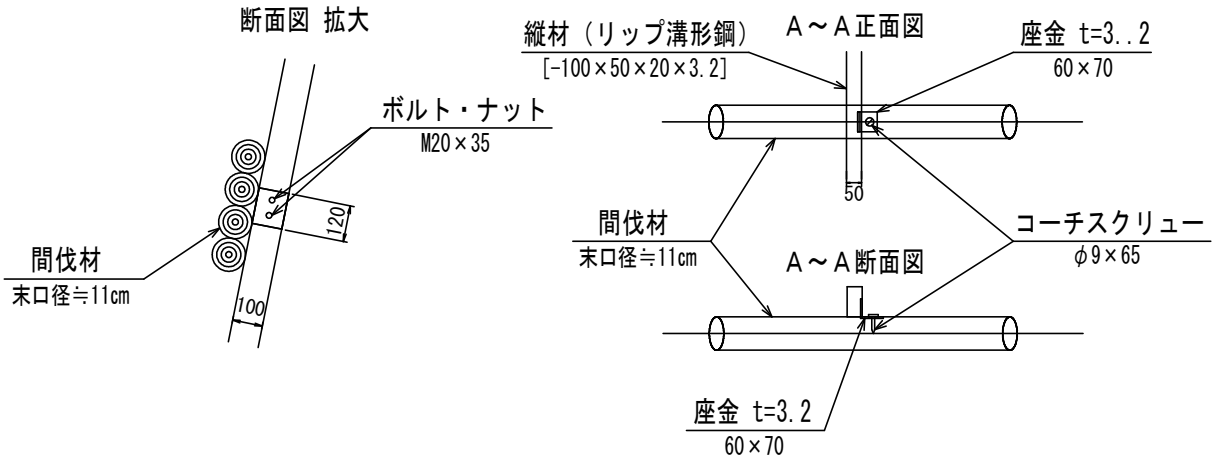 断面図 拡大
ボルト・ナット
M20×35
120
間伐材
末口径≒11cm
100
縦材（リップ溝形鋼）
[-100×50×20×3.2]
A～A正面図
座金 t=3..2
60×70
50
間伐材
末口径≒11cm
コーチスクリュー
φ9×65
A～A断面図
座金 t=3.2
60×70